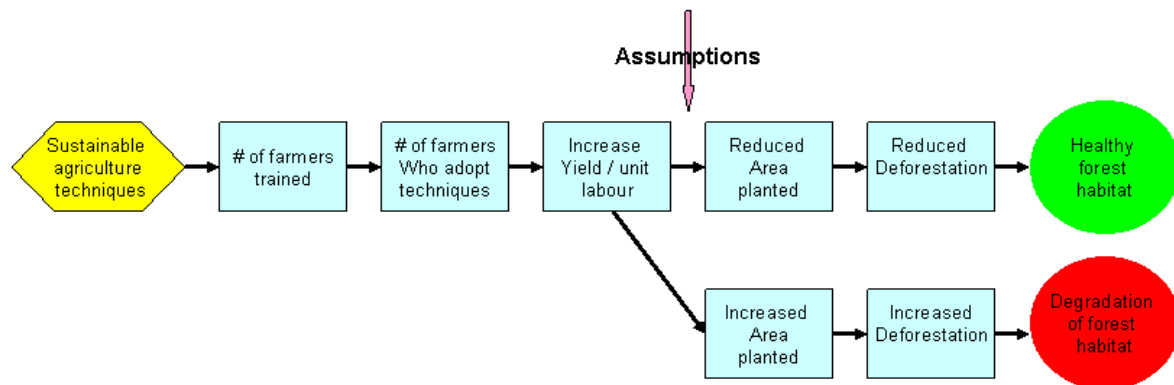 Assumptions
Sustainable
agriculture
techniques
# of farmers
trained
# of farmers
Who adopt
techniques
Increase
Yield / unit
labour
Reduced
Area
planted
Reduced
Deforestation
Healthy
forest
habitat
Increased
Area
planted
Increased
Deforestation
Degradation
of forest
habitat